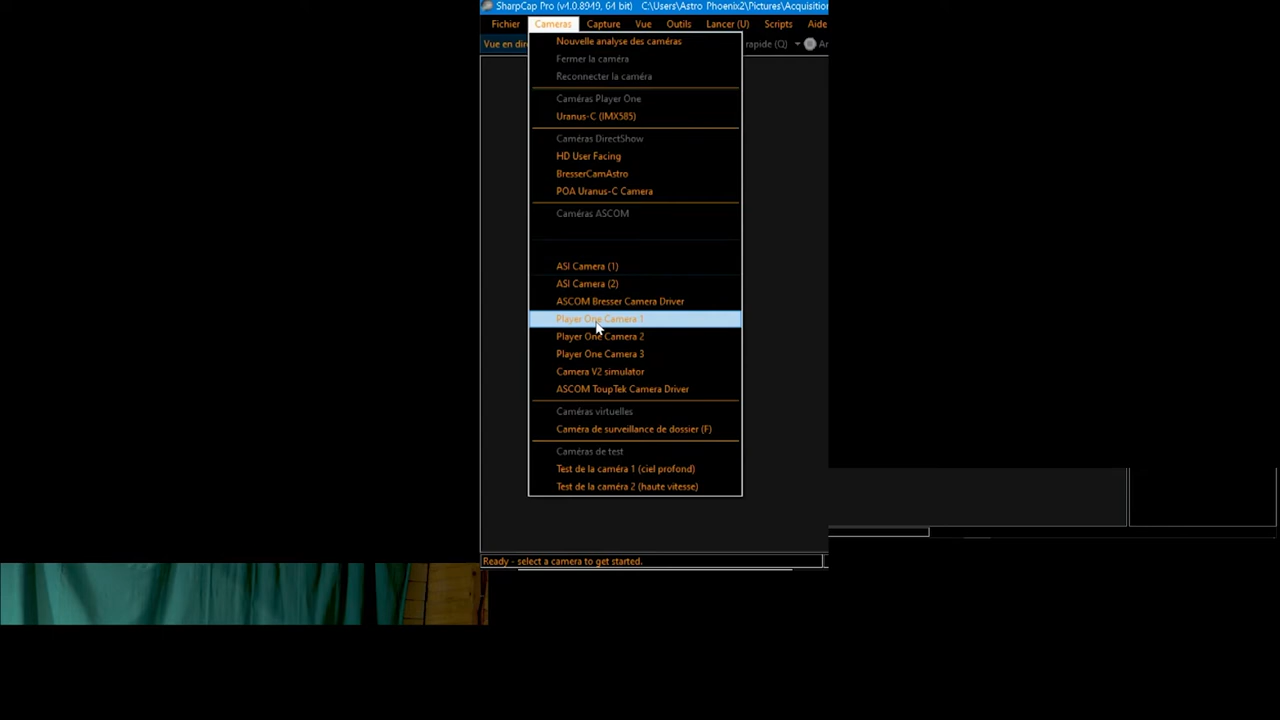 SharpCap Pro (v4.0.8949, 64 bit) C:\Users\Astro Phoenix2\Pictures\Acquisition
Fichier Cameras Capture Vue Outils Lancer (U) Scripts Aide
Vue en dire rapide (Q)
Nouvelle analyse des caméras
Fermer la caméra
Reconnecter la caméra
Caméras Player One
Uranus-C (IMX585)
Caméras DirectShow
HD User Facing
BresserCamAstro
POA Uranus-C Camera
Caméras ASCOM
ASI Camera (1)
ASI Camera (2)
ASCOM Bresser Camera Driver
Player One Camera 1
Player One Camera 2
Player One Camera 3
Camera V2 simulator
ASCOM ToupTek Camera Driver
Caméras virtuelles
Caméra de surveillance de dossier (F)
Caméras de test
Test de la caméra 1 (ciel profond)
Test de la caméra 2 (haute vitesse)
Ready - select a camera to get started.